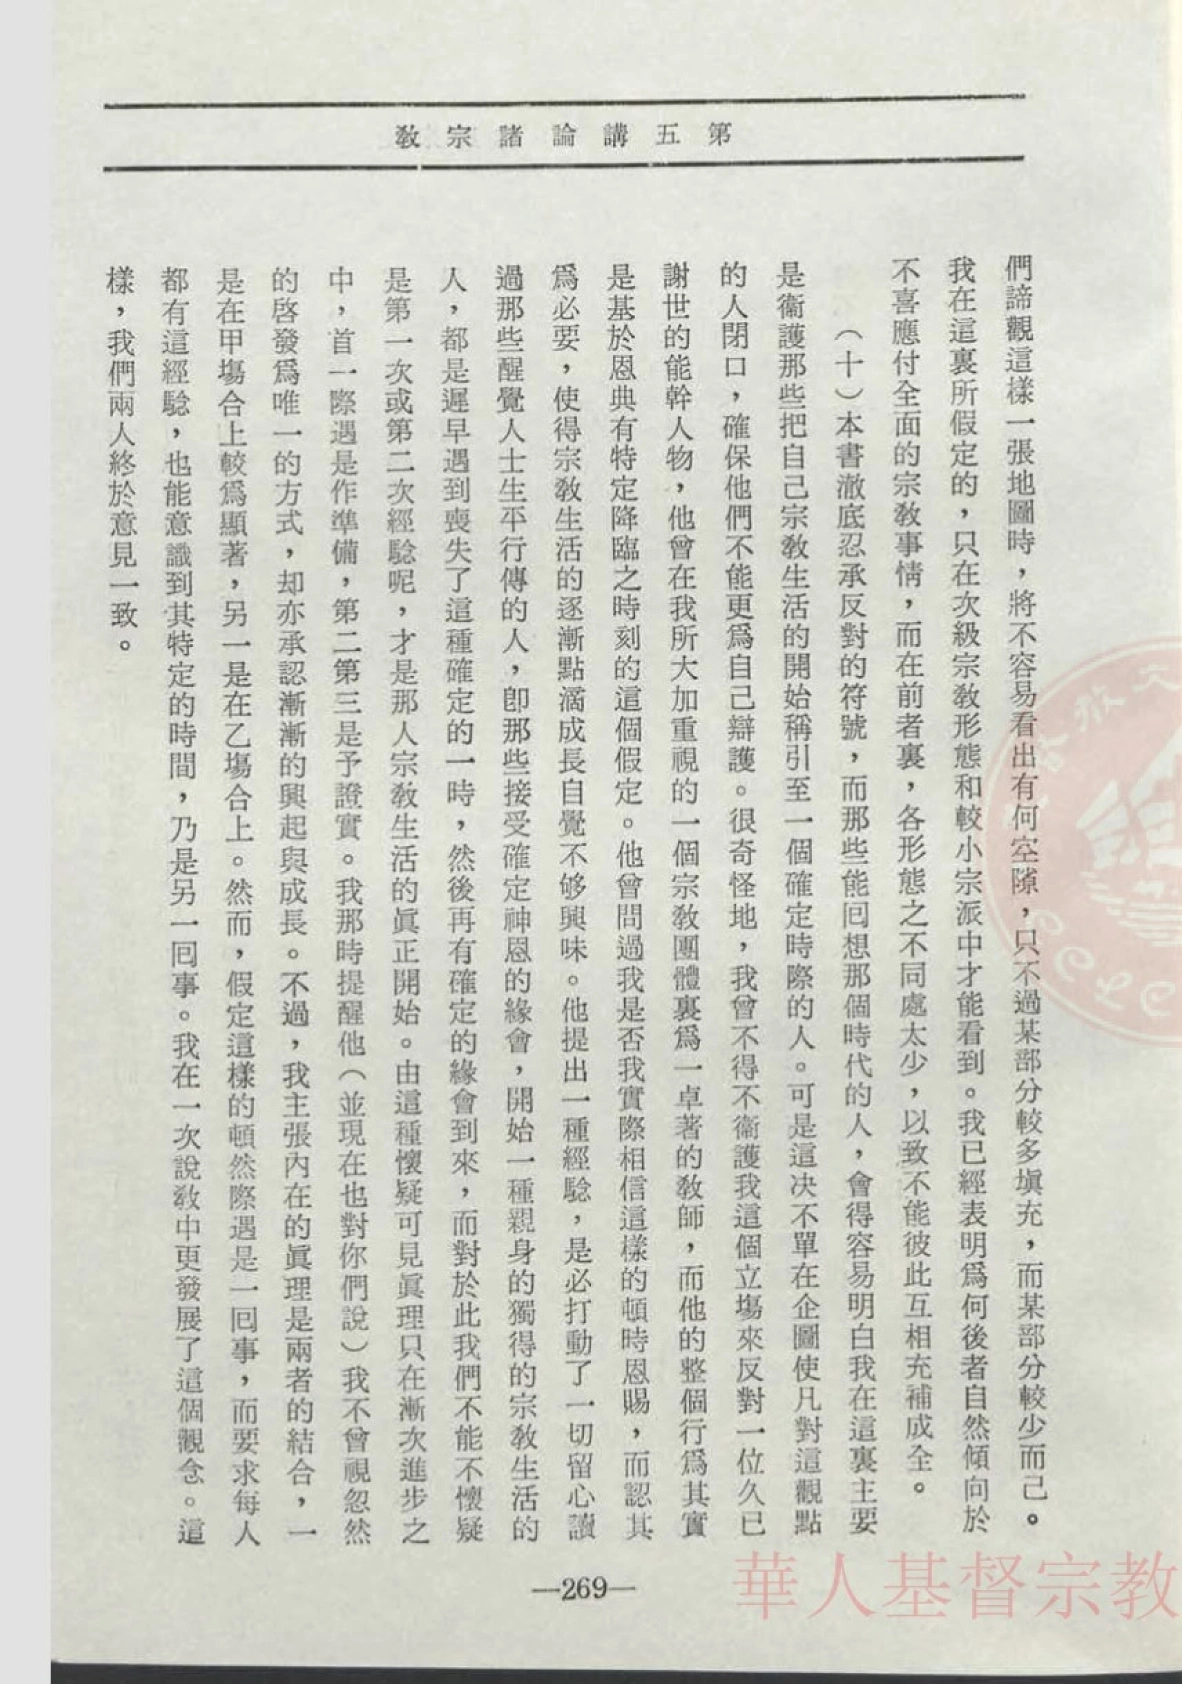 第五講論諸宗教
們諦觀這樣一張地圖時，將不容易看出有何空隙，只不過某部分較多塡充，而某部分較少而己。
我在這裏所假定的，只在次級宗教形態和較小宗派中才能看到。我已經表明爲何後者自然傾向於
不喜應付全面的宗教事情，而在前者裏，各形態之不同處太少，以致不能彼此互相充補成全。
（十）本書澈底忍承反對的符號，而那些能囘想那個時代的人，會得容易明白我在這裏主要
是衞護那些把自己宗教生活的開始稱引至一個確定時際的人。可是這决不單在企圖使凡對這觀點
的人閉口，確保他們不能更爲自己辯護。很奇怪地，我曾不得不衞護我這個立場來反對一位久已
謝世的能幹人物，他曾在我所大加重視的一個宗教團體裏爲一卓著的教師，而他的整個行爲其實
是基於恩典有特定降臨之時刻的這個假定。他曾問過我是否我實際相信這樣的頓時恩賜，而認其
爲必要，使得宗教生活的逐漸點滴成長自覺不够興味。他提出一種經驗，是必打動了一切留心讀
過那些醒覺人士生平行傳的人，卽那些接受確定神恩的緣會，開始一種親身的獨得的宗教生活的
人，都是遲早遇到喪失了這種確定的一時，然後再有確定的緣會到來，而對於此我們不能不懷疑
是第一次或第二次經驗呢，才是那人宗教生活的眞正開始。由這種懷疑可見眞理只在漸次進步之
中，首一際遇是作準備，第二第三是予證實。我那時提醒他（並現在也對你們說）我不曾視忽然
的啓發爲唯一的方式，却亦承認漸漸的興起與成長。不過，我主張內在的眞理是兩者的結合，一
是在甲場合上較爲顯著，另一是在乙場合上。然而，假定這樣的頓然際遇是一囘事，而要求每人
都有這經驗，也能意識到其特定的時間，乃是另一囘事。我在一次說教中更發展了這個觀念。這
樣，我們兩人終於意見一致。
—269—
華人基督宗教